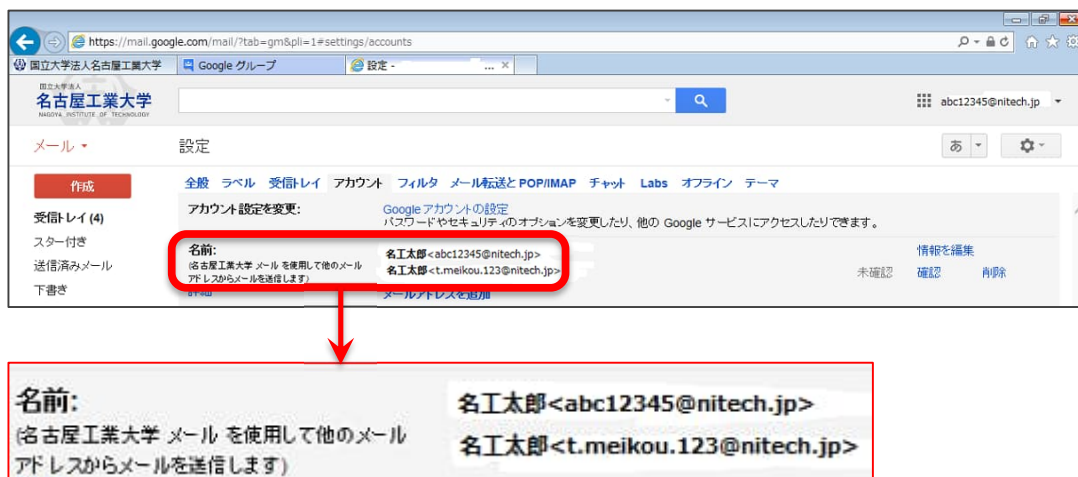 https://mail.google.com/mail/?tab=gm&pli=1#settings/accounts
国立大学法人名古屋工業大学 Google グループ 設定 - ... ×
国立大学法人
名古屋工業大学
NAGOYA INSTITUTE OF TECHNOLOGY
abc12345@nitech.jp
メール 設定 あ
作成
全般 ラベル 受信トレイ アカウント フィルタ メール転送と POP/IMAP チャット Labs オフライン テーマ
アカウント設定を変更: Google アカウントの設定
パスワードやセキュリティのオプションを変更したり、他の Google サービスにアクセスしたりできます。
受信トレイ (4)
スター付き
送信済みメール
下書き
名前:
(名古屋工業大学 メール を使用して他のメール
アドレスからメールを送信します)
詳細
名工太郎<abc12345@nitech.jp> 情報を編集
名工太郎<t.meikou.123@nitech.jp> 未確認 確認 削除
メールアドレスを追加
名前:
(名古屋工業大学 メール を使用して他のメール
アドレスからメールを送信します)
名工太郎<abc12345@nitech.jp>
名工太郎<t.meikou.123@nitech.jp>